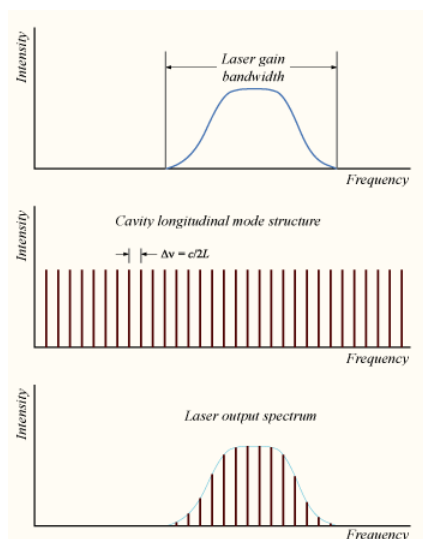 Intensity
Laser gain
bandwidth
Frequency
Intensity
Cavity longitudinal mode structure
Δν = c/2L
Frequency
Intensity
Laser output spectrum
Frequency